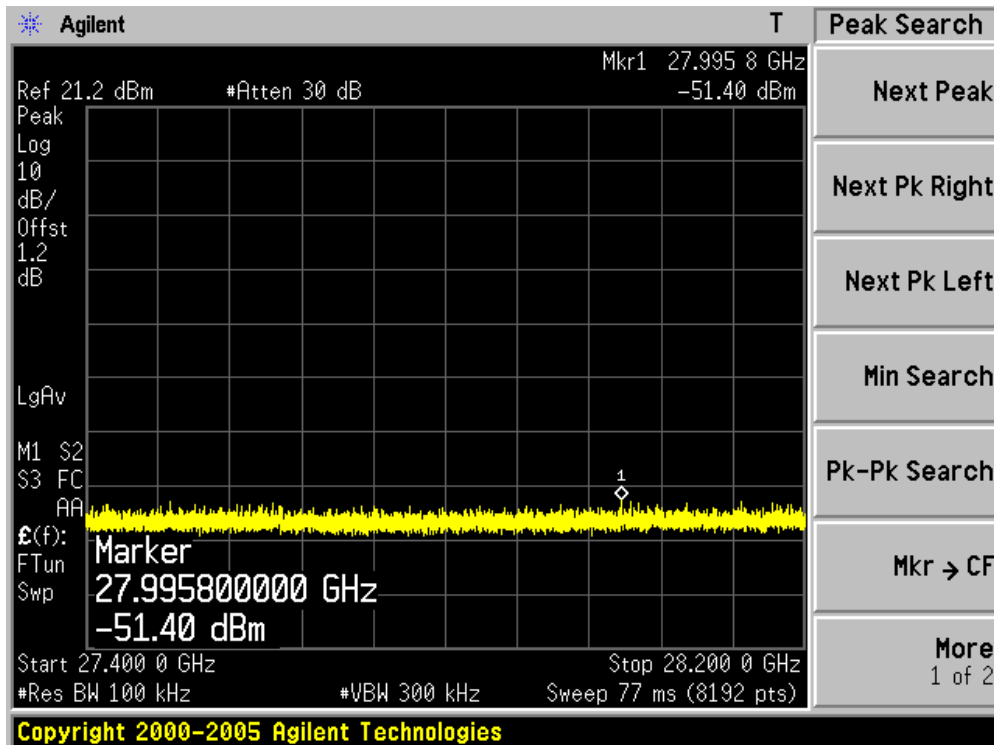 Agilent T Peak Search
Mkr1 27.995 8 GHz
Ref 21.2 dBm #Atten 30 dB -51.40 dBm
Peak
Log
10
dB/
Offst
1.2
dB
LgAv
M1 S2
S3 FC
AA
£(f):
FTun
Swp
1
Marker
27.995800000 GHz
-51.40 dBm
Start 27.400 0 GHz Stop 28.200 0 GHz
#Res BW 100 kHz #VBW 300 kHz Sweep 77 ms (8192 pts)
Next Peak
Next Pk Right
Next Pk Left
Min Search
Pk-Pk Search
Mkr → CF
More
1 of 2
Copyright 2000-2005 Agilent Technologies